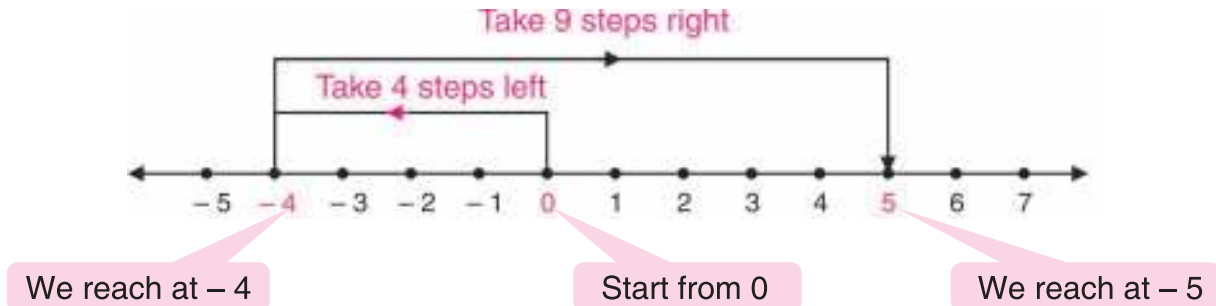 Take 9 steps right
Take 4 steps left
– 5 – 4 – 3 – 2 – 1 0 1 2 3 4 5 6 7
We reach at – 4 Start from 0 We reach at – 5